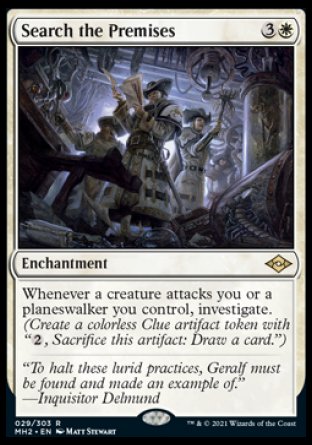 Search the Premises 3
Enchantment
Whenever a creature attacks you or a
planeswalker you control, investigate.
(Create a colorless Clue artifact token with
“2, Sacrifice this artifact: Draw a card.”)
“To halt these lurid practices, Geralf must
be found and made an example of.”
—Inquisitor Delmund
029/303 R
MH2 • EN Matt Stewart
™ & © 2021 Wizards of the Coast